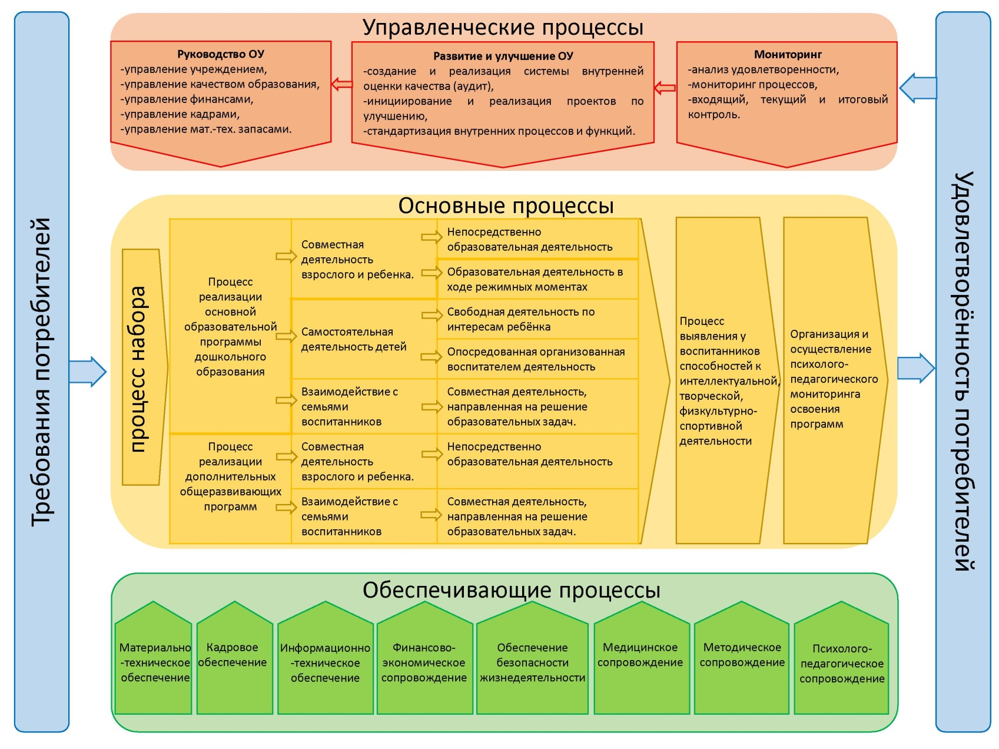 Требования потребителей
Управленческие процессы
Руководство ОУ
-управление учреждением,
-управление качеством образования,
-управление финансами,
-управление кадрами,
-управление мат.-тех. запасами.
Развитие и улучшение ОУ
-создание и реализация системы внутренней
оценки качества (аудит),
-инициирование и реализация проектов по
улучшению,
-стандартизация внутренних процессов и функций.
Мониторинг
-анализ удовлетворенности,
-мониторинг процессов,
-входящий, текущий и итоговый
контроль.
Основные процессы
процесс набора
Процесс
реализации
основной
образовательной
программы
дошкольного
образования
Совместная
деятельность
взрослого и ребенка.
Непосредственно
образовательная деятельность
Образовательная деятельность в
ходе режимных моментах
Самостоятельная
деятельность детей
Свободная деятельность по
интересам ребёнка
Опосредованная организованная
воспитателем деятельность
Взаимодействие с
семьями
воспитанников
Совместная деятельность,
направленная на решение
образовательных задач.
Процесс
реализации
дополнительных
общеразвивающих
программ
Совместная
деятельность
взрослого и ребенка.
Непосредственно
образовательная деятельность
Взаимодействие с
семьями
воспитанников
Совместная деятельность,
направленная на решение
образовательных задач.
Процесс
выявления у
воспитанников
способностей к
интеллектуальной,
творческой,
физкультурно-
спортивной
деятельности
Организация и
осуществление
психолого-
педагогического
мониторинга
освоения
программ
Обеспечивающие процессы
Материально
-техническое
обеспечение
Кадровое
обеспечение
Информационно
-техническое
обеспечение
Финансово-
экономическое
сопровождение
Обеспечение
безопасности
жизнедеятельности
Медицинское
сопровождение
Методическое
сопровождение
Психолого-
педагогическое
сопровождение
Удовлетворённость потребителей